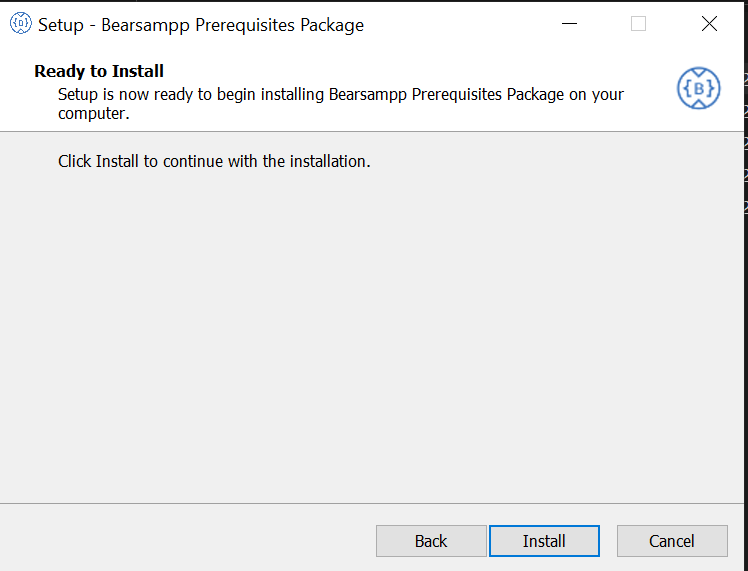 Setup - Bearsampp Prerequisites Package
Ready to Install
Setup is now ready to begin installing Bearsampp Prerequisites Package on your
computer.
{B}
Click Install to continue with the installation.
Back
Install
Cancel